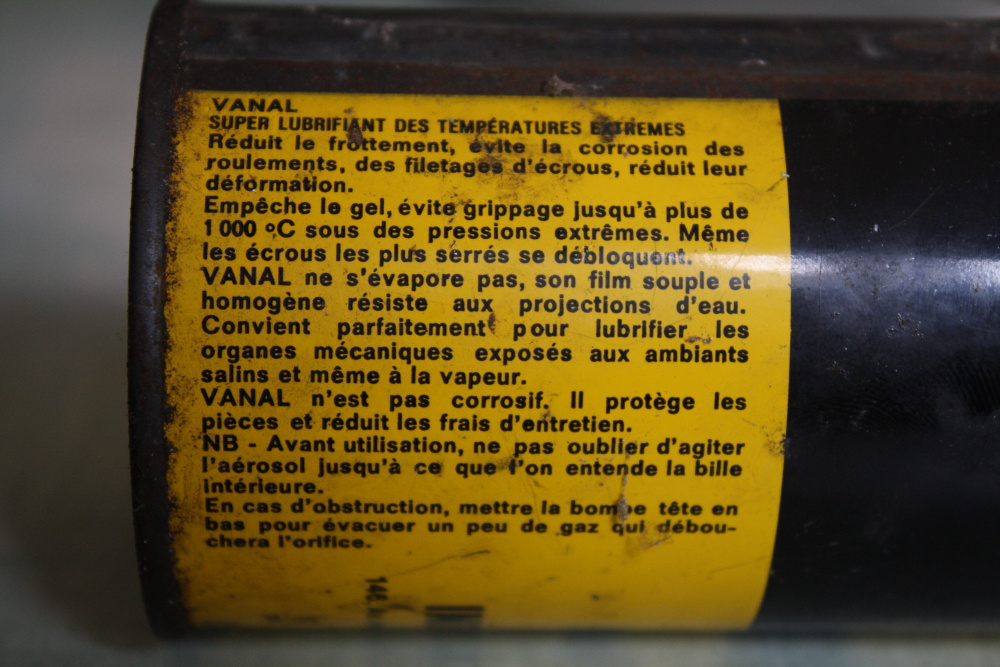 VANAL
SUPER LUBRIFIANT DES TEMPÉRATURES EXTREMES
Réduit le frottement, évite la corrosion des
roulements, des filetages d'écrous, réduit leur
déformation.
Empêche le gel, évite grippage jusqu'à plus de
1000 °C sous des pressions extrêmes. Même
les écrous les plus serrés se débloquent.
VANAL ne s'évapore pas, son film souple et
homogène résiste aux projections d'eau.
Convient parfaitement pour lubrifier les
organes mécaniques exposés aux ambiants
salins et même à la vapeur.
VANAL n'est pas corrosif. Il protège les
pièces et réduit les frais d'entretien.
NB - Avant utilisation, ne pas oublier d'agiter
l'aérosol jusqu'à ce que l'on entende la bille
intérieure.
En cas d'obstruction, mettre la bombe tête en
bas pour évacuer un peu de gaz qui débou-
chera l'orifice.